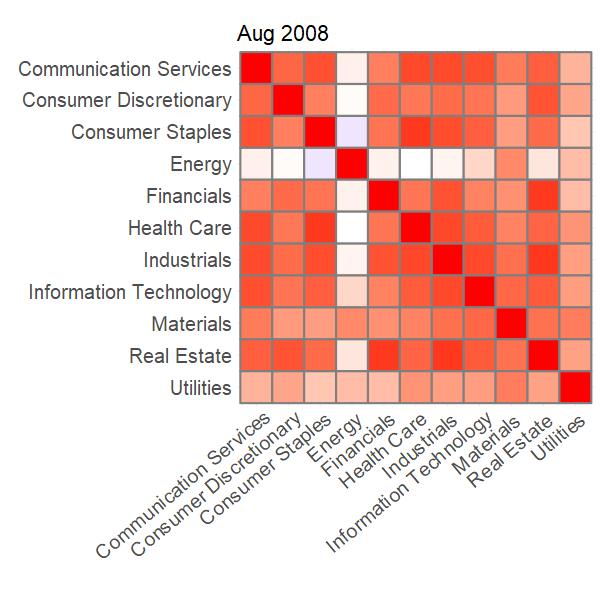 Aug 2008
Communication Services
Consumer Discretionary
Consumer Staples
Energy
Financials
Health Care
Industrials
Information Technology
Materials
Real Estate
Utilities
Communication Services
Consumer Discretionary
Consumer Staples
Energy
Financials
Health Care
Industrials
Information Technology
Materials
Real Estate
Utilities